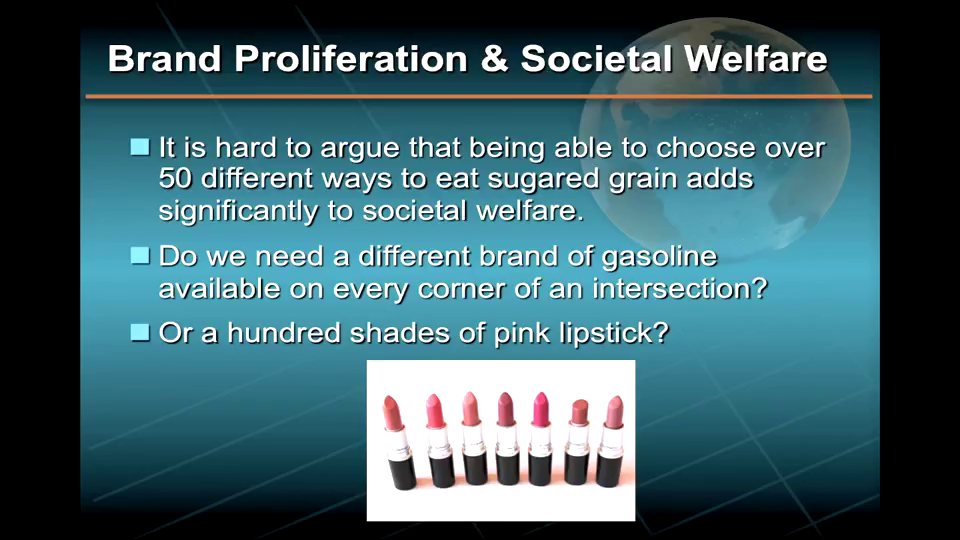 Brand Proliferation & Societal Welfare
It is hard to argue that being able to choose over
50 different ways to eat sugared grain adds
significantly to societal welfare.
Do we need a different brand of gasoline
available on every corner of an intersection?
Or a hundred shades of pink lipstick?